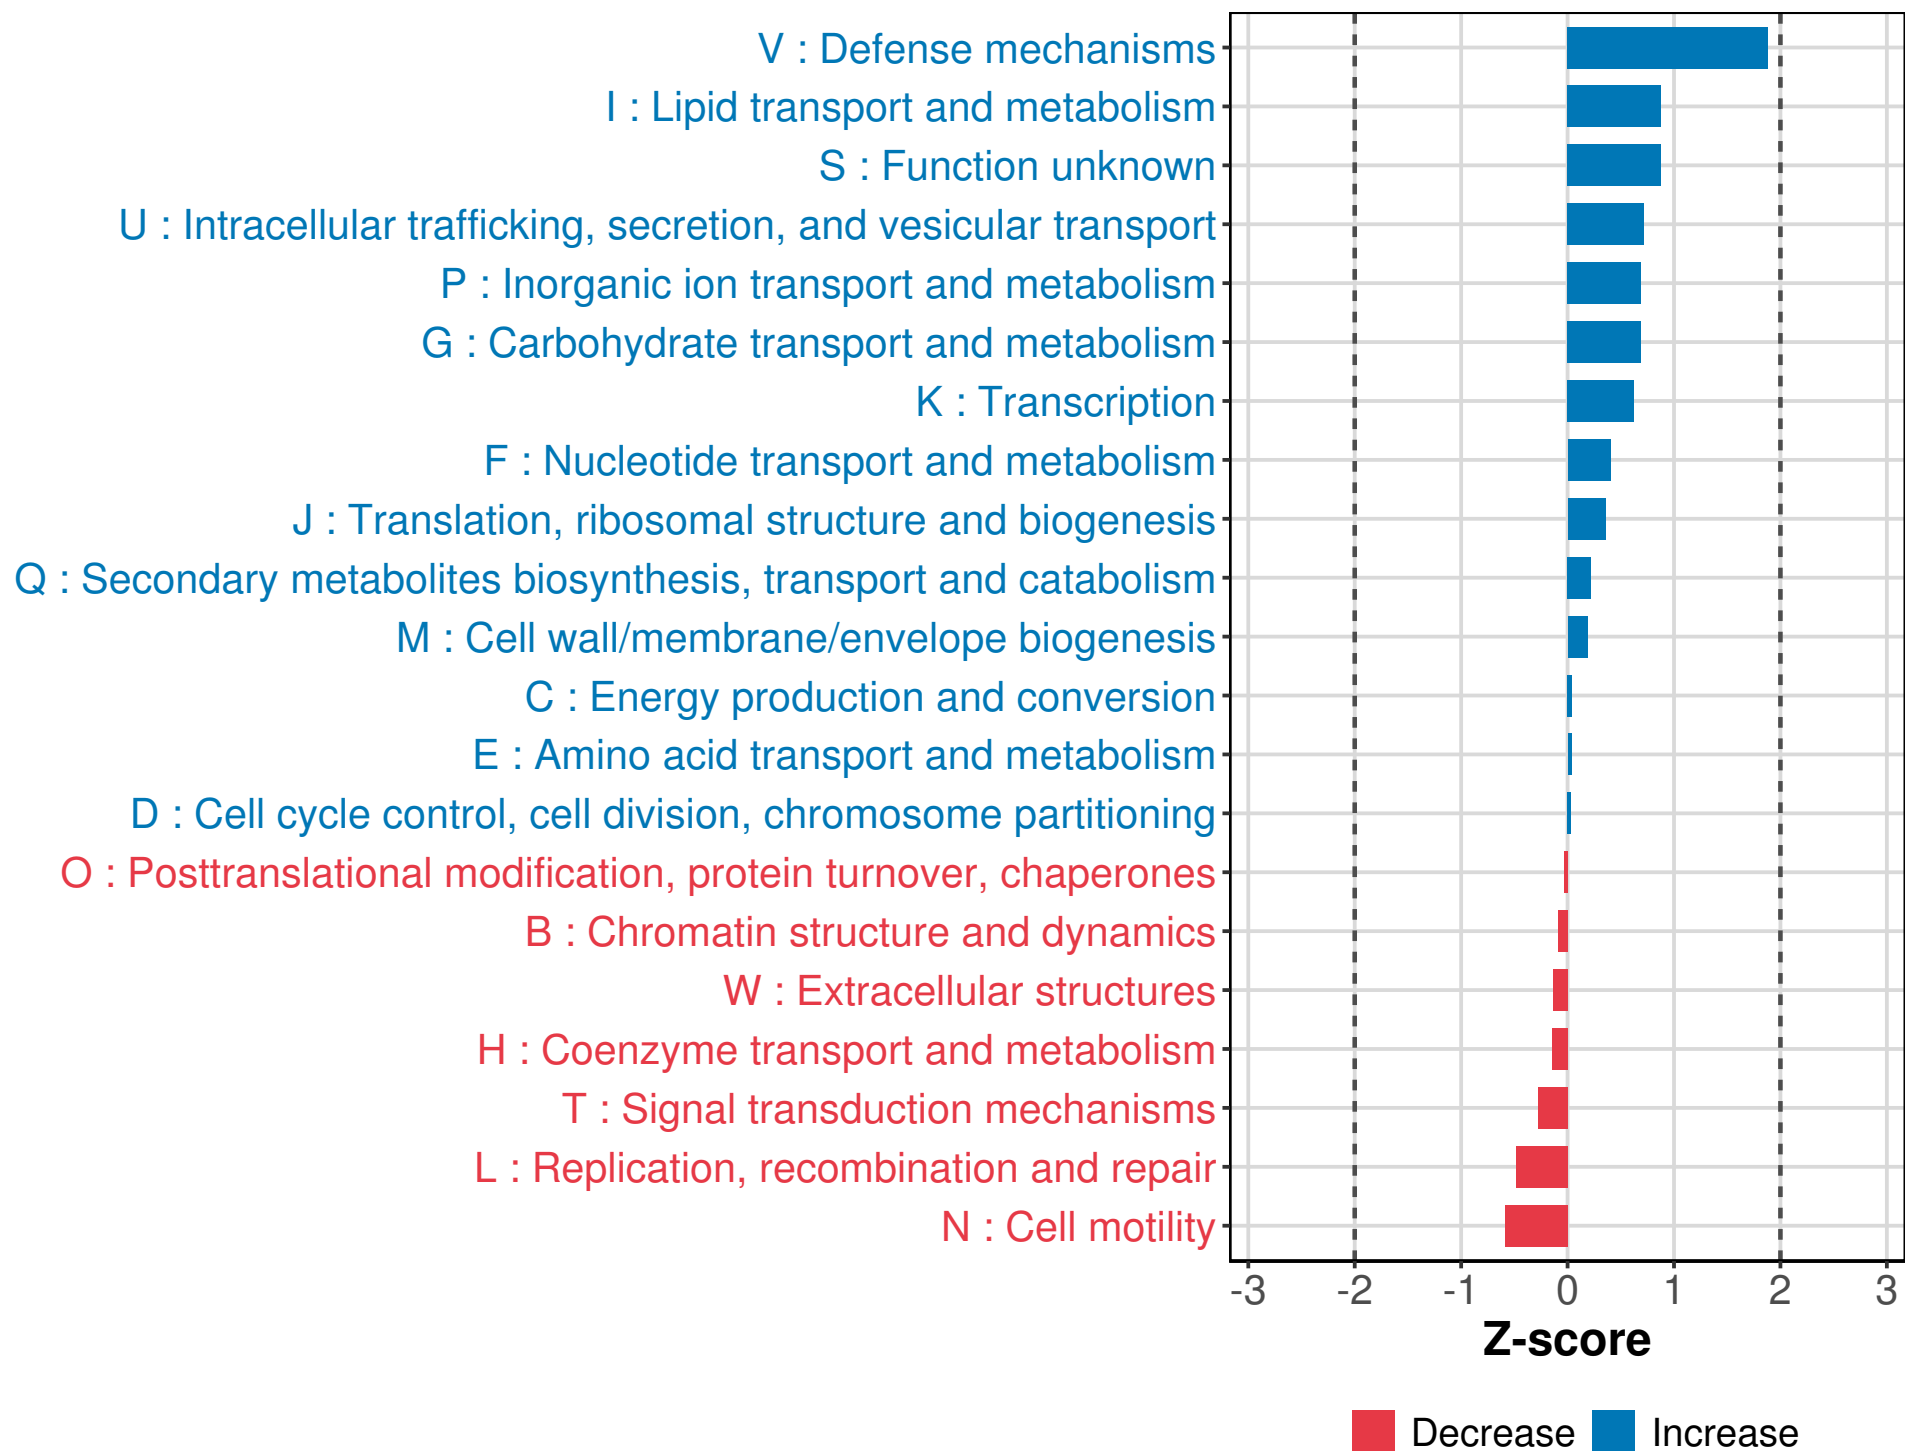 V : Defense mechanisms
I : Lipid transport and metabolism
S : Function unknown
U : Intracellular trafficking, secretion, and vesicular transport
P : Inorganic ion transport and metabolism
G : Carbohydrate transport and metabolism
K : Transcription
F : Nucleotide transport and metabolism
J : Translation, ribosomal structure and biogenesis
Q : Secondary metabolites biosynthesis, transport and catabolism
M : Cell wall/membrane/envelope biogenesis
C : Energy production and conversion
E : Amino acid transport and metabolism
D : Cell cycle control, cell division, chromosome partitioning
O : Posttranslational modification, protein turnover, chaperones
B : Chromatin structure and dynamics
W : Extracellular structures
H : Coenzyme transport and metabolism
T : Signal transduction mechanisms
L : Replication, recombination and repair
N : Cell motility
-3 -2 -1 0 1 2 3
Z-score
Decrease Increase